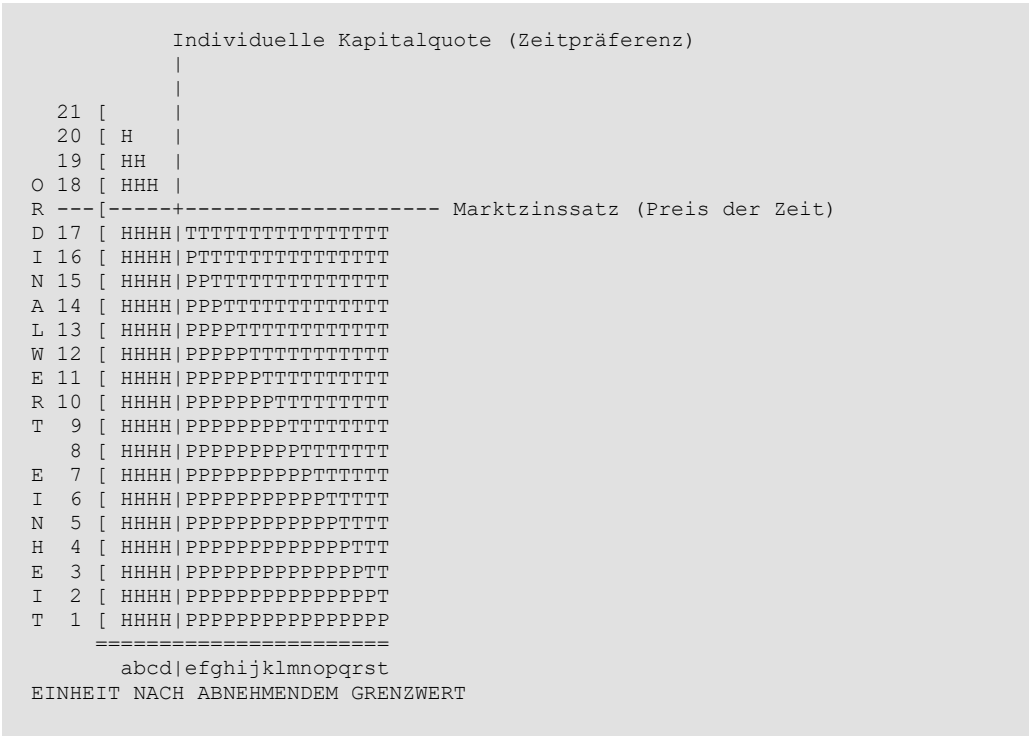 Individuelle Kapitalquote (Zeitpräferenz)
|
|
21 [ |
20 [ H |
19 [ HH |
O 18 [ HHH |
R ---[-----+-------------------- Marktzinssatz (Preis der Zeit)
D 17 [ HHHH|TTTTTTTTTTTTTTTT
I 16 [ HHHH|PTTTTTTTTTTTTTTT
N 15 [ HHHH|PPTTTTTTTTTTTTTT
A 14 [ HHHH|PPPTTTTTTTTTTTTT
L 13 [ HHHH|PPPPTTTTTTTTTTTT
W 12 [ HHHH|PPPPPTTTTTTTTTTT
E 11 [ HHHH|PPPPPPTTTTTTTTTT
R 10 [ HHHH|PPPPPPPTTTTTTTTT
T 9 [ HHHH|PPPPPPPPTTTTTTTT
8 [ HHHH|PPPPPPPPPTTTTTTT
E 7 [ HHHH|PPPPPPPPPPTTTTTT
I 6 [ HHHH|PPPPPPPPPPPTTTTT
N 5 [ HHHH|PPPPPPPPPPPPTTTT
H 4 [ HHHH|PPPPPPPPPPPPPTTT
E 3 [ HHHH|PPPPPPPPPPPPPPTT
I 2 [ HHHH|PPPPPPPPPPPPPPPT
T 1 [ HHHH|PPPPPPPPPPPPPPPP
=======================
abcd|efghijklmnopqrst
EINHEIT NACH ABNEHMENDEM GRENZWERT